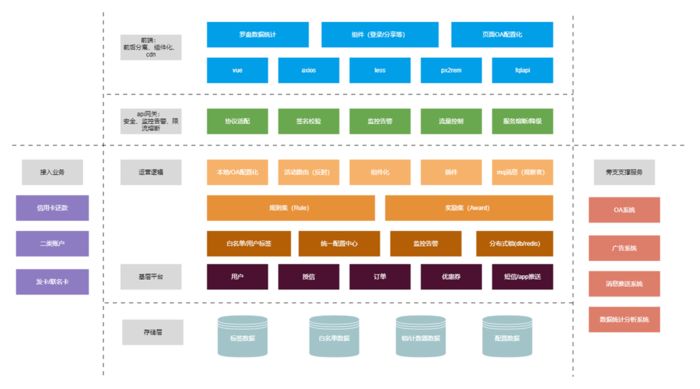 前端:
前后分离、组件化、
cdn
罗盘数据统计
组件(登录/分享等)
页面OA配置化
vue
axios
less
px2rem
fqlapi
api网关:
安全、监控告警、限
流熔断
协议适配
签名校验
监控告警
流量控制
服务熔断/降级
接入业务
信用卡还款
二类账户
发卡/联名卡
运营逻辑
本地/OA配置化
活动路由(反射)
组件化
插件
mq消息(观察者)
规则集(Rule)
奖励集(Award)
白名单/用户标签
统一配置中心
监控告警
分布式锁(db/redis)
基层平台
用户
授信
订单
优惠券
短信/app推送
存储层
标签数据
白名单数据
锁/计数器数据
配置数据
旁支支撑服务
OA系统
广告系统
消息推送系统
数据统计分析系统